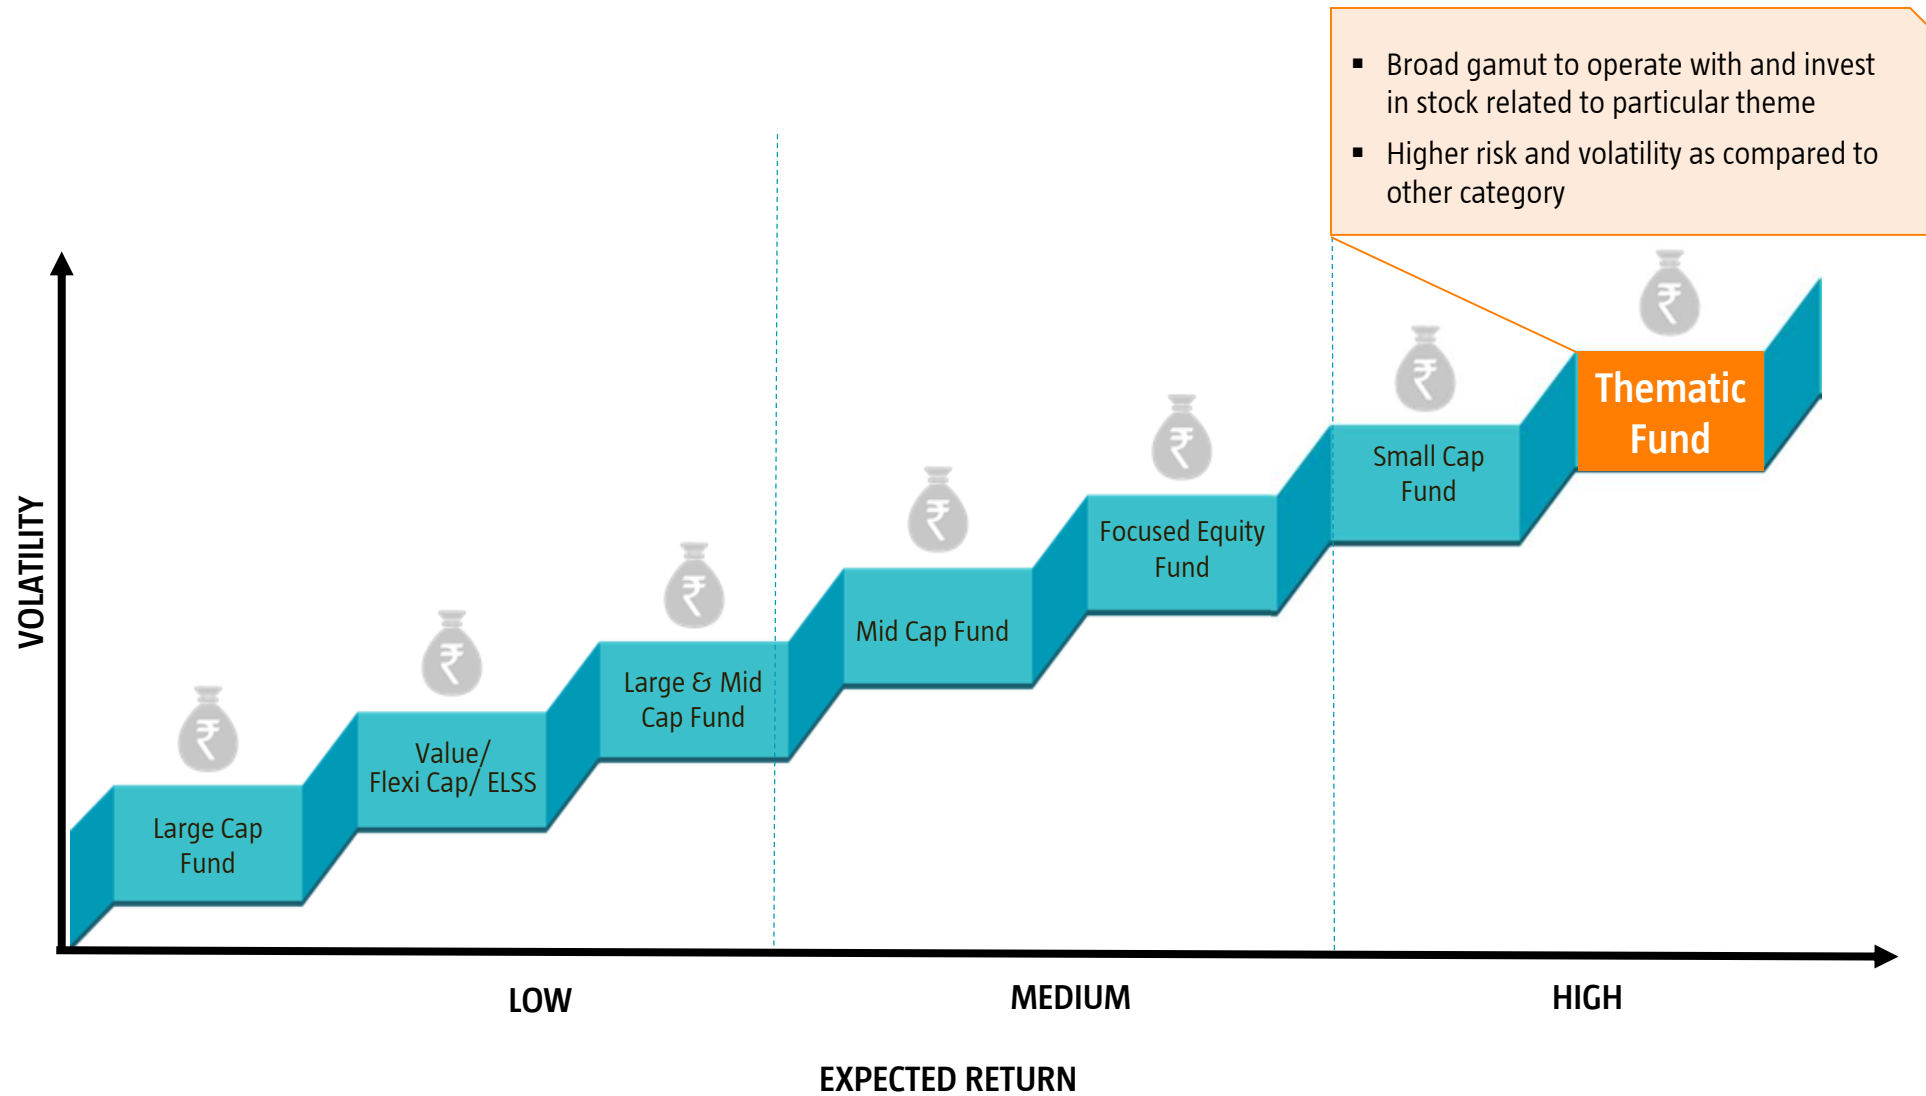 ▪ Broad gamut to operate with and invest
in stock related to particular theme
▪ Higher risk and volatility as compared to
other category
Thematic
Fund
Small Cap
Fund
Focused Equity
Fund
Mid Cap Fund
Large & Mid
Cap Fund
Value/
Flexi Cap/ ELSS
Large Cap
Fund
₹
₹
₹
₹
₹
₹
₹
VOLATILITY
LOW
MEDIUM
HIGH
EXPECTED RETURN